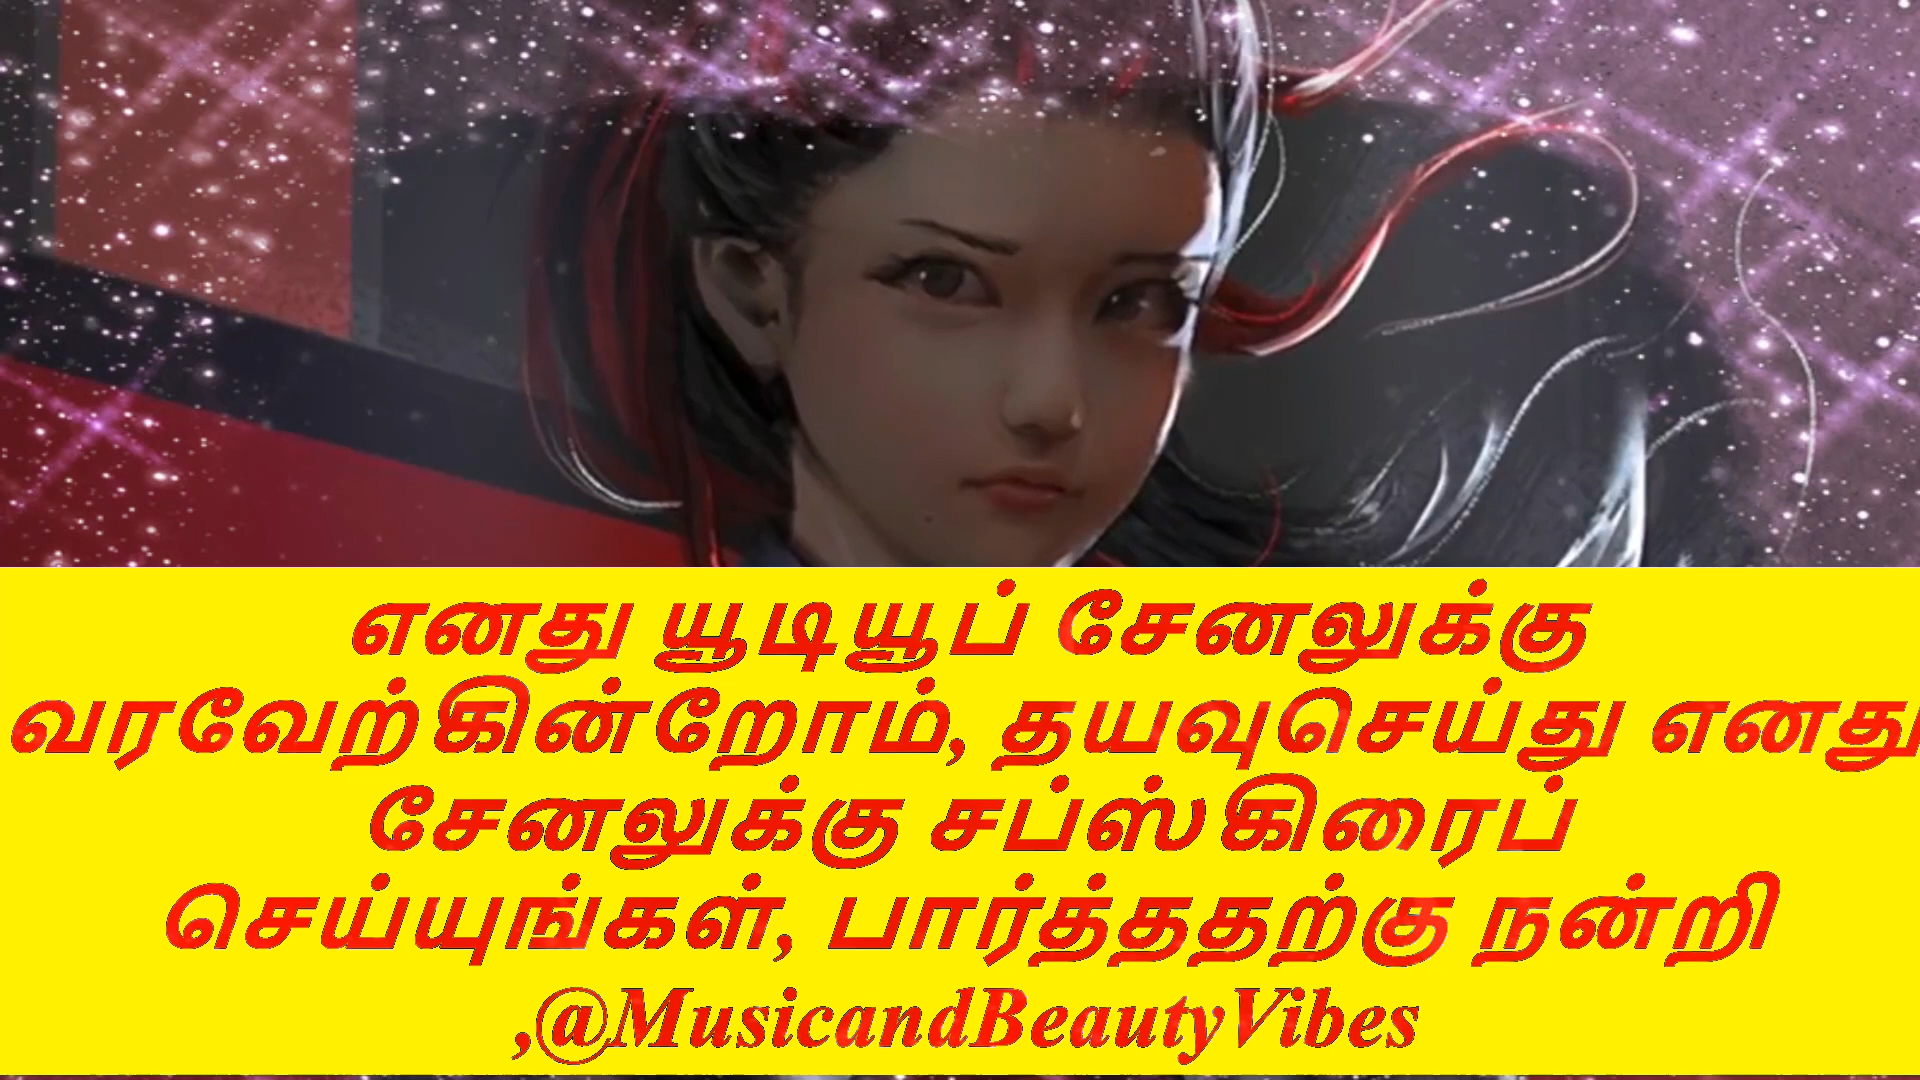 எனது யூடியூப் சேனலுக்கு
வரவேற்கின்றோம், தயவுசெய்து எனது
சேனலுக்கு சப்ஸ்கிரைப்
செய்யுங்கள், பார்த்ததற்கு நன்றி
,@MusicandBeautyVibes